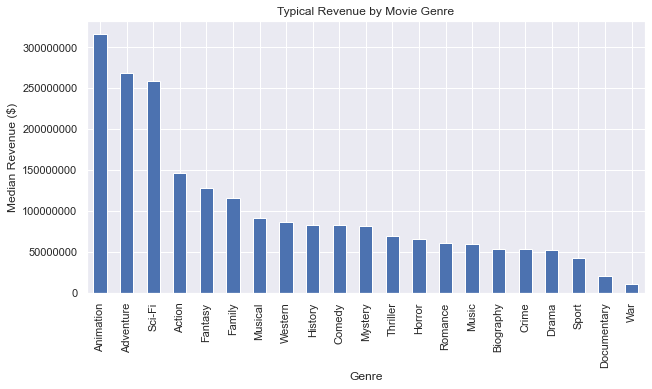 Typical Revenue by Movie Genre
Median Revenue ($)
300000000
250000000
200000000
150000000
100000000
50000000
0
Animation
Adventure
Sci-Fi
Action
Fantasy
Family
Musical
Western
History
Comedy
Mystery
Thriller
Horror
Romance
Music
Biography
Crime
Drama
Sport
Documentary
War
Genre